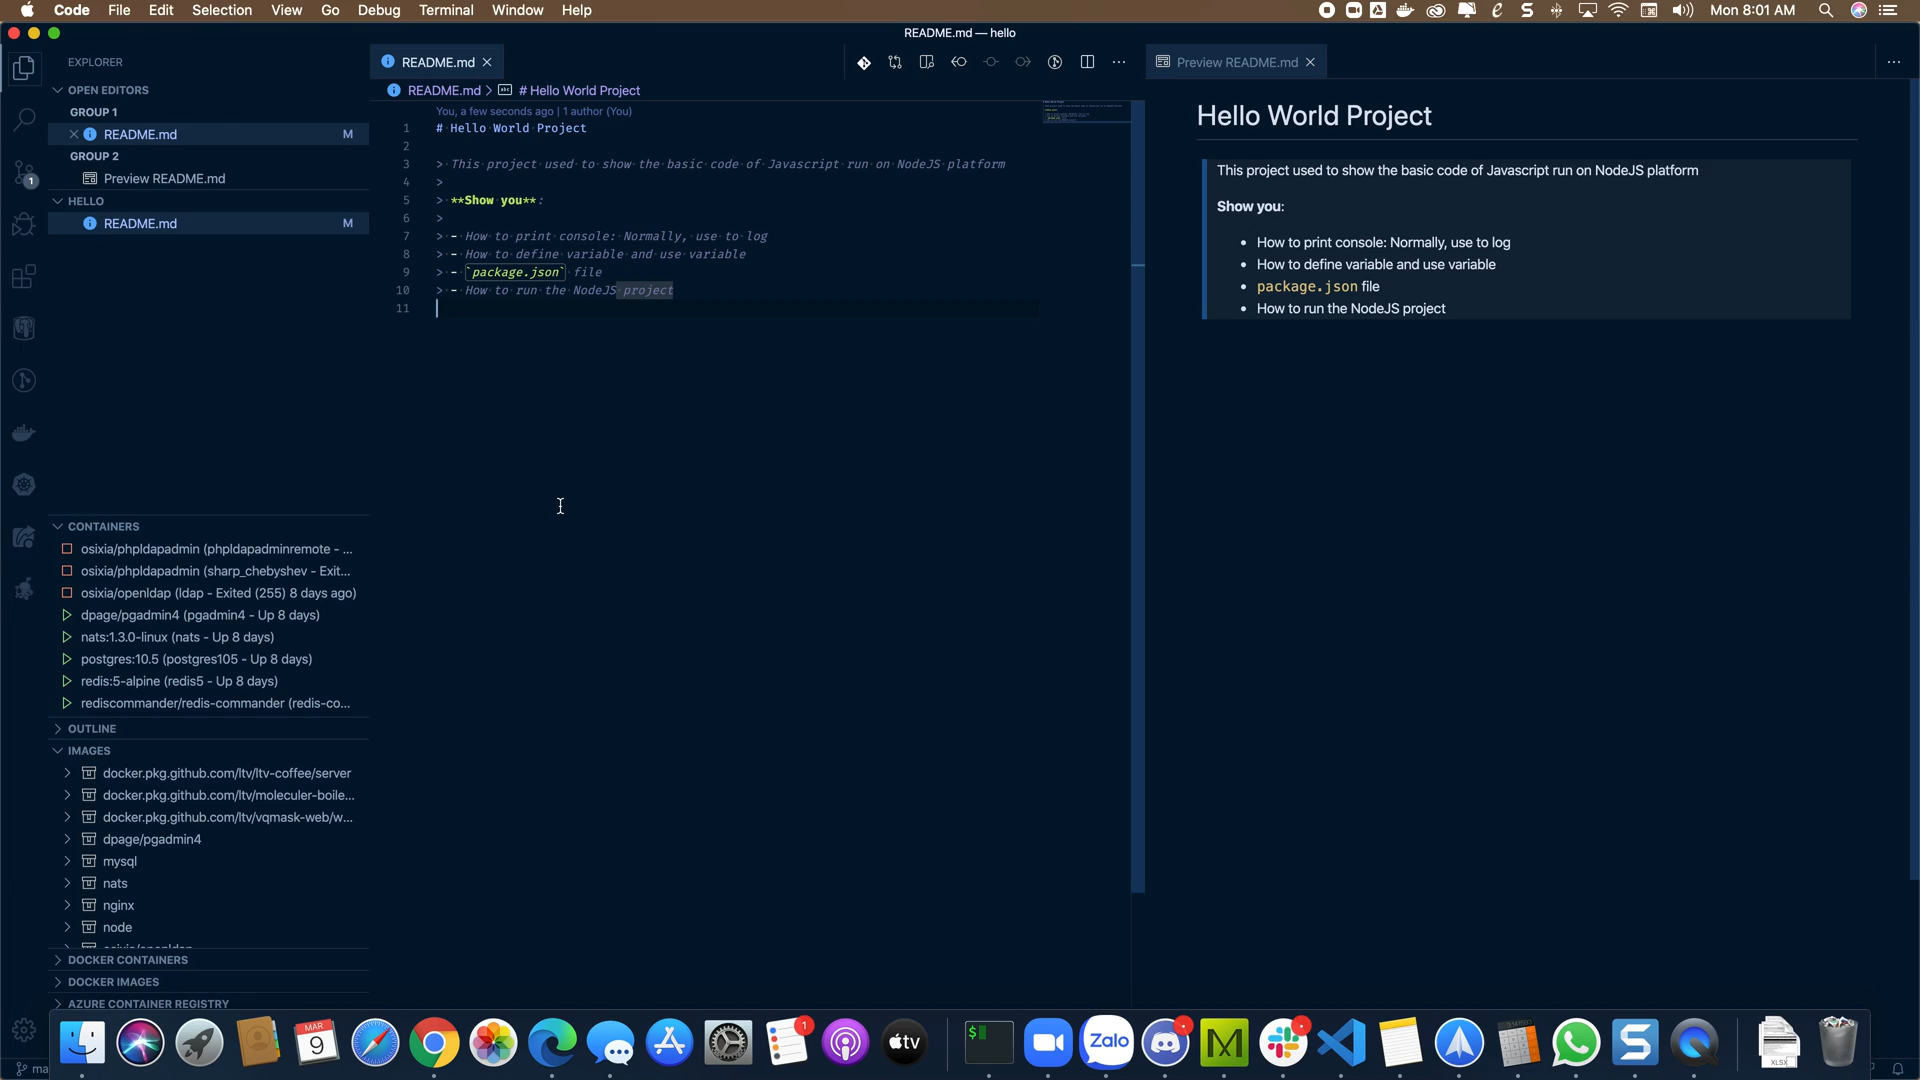 Code File Edit Selection View Go Debug Terminal Window Help
Mon 8:01 AM
README.md — hello
EXPLORER
OPEN EDITORS
GROUP 1
README.md M
GROUP 2
Preview README.md
HELLO
README.md M
1
CONTAINERS
osixia/phpldapadmin (phpldapadminremote - ...
osixia/phpldapadmin (sharp_chebyshev - Exit...
osixia/openldap (ldap - Exited (255) 8 days ago)
dpage/pgadmin4 (pgadmin4 - Up 8 days)
nats:1.3.0-linux (nats - Up 8 days)
postgres:10.5 (postgres105 - Up 8 days)
redis:5-alpine (redis5 - Up 8 days)
rediscommander/redis-commander (redis-co...
OUTLINE
IMAGES
docker.pkg.github.com/ltv/ltv-coffee/server
docker.pkg.github.com/ltv/moleculer-boile...
docker.pkg.github.com/ltv/vqmask-web/w...
dpage/pgadmin4
mysql
nats
nginx
node
DOCKER CONTAINERS
DOCKER IMAGES
AZURE CONTAINER REGISTRY
README.md
README.md > # Hello World Project
You, a few seconds ago | 1 author (You)
1 # Hello World Project
2
3 > This project used to show the basic code of Javascript run on NodeJS platform
4 >
5 > **Show you**:
6 >
7 > - How to print console: Normally, use to log
8 > - How to define variable and use variable
9 > - `package.json` file
10 > - How to run the NodeJS project
11
Preview README.md
Hello World Project
This project used to show the basic code of Javascript run on NodeJS platform
Show you:
• How to print console: Normally, use to log
• How to define variable and use variable
• package.json file
• How to run the NodeJS project
MAR
9
1
tv
$
Zalo
M
S
XLSX
ma